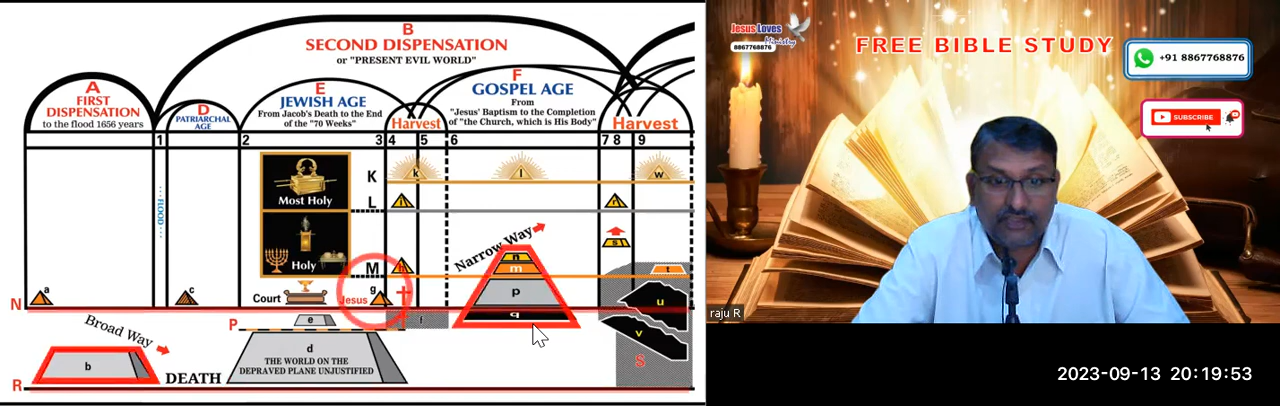 B
SECOND DISPENSATION
or "PRESENT EVIL WORLD"
A
FIRST
DISPENSATION
to the flood 1656 years
D
PATRIARCHAL
AGE
E
JEWISH AGE
From Jacob's Death to the End
of the "70 Weeks"
Harvest
F
GOSPEL AGE
From
"Jesus' Baptism to the Completion
of "the Church, which is His Body"
Harvest
1
2
3
4
5
6
7
8
9
FLOOD
Most Holy
Holy
Court
K
L
M
N
P
R
k
l
w
i
r
s
h
g
Jesus
a
c
Narrow Way
n
m
p
q
t
u
v
S
f
e
d
THE WORLD ON THE
DEPRAVED PLANE UNJUSTIFIED
Broad Way
b
DEATH
Jesus Loves
Ministry
8867768876
FREE BIBLE STUDY
+91 8867768876
SUBSCRIBE
raju R
2023-09-13 20:19:53